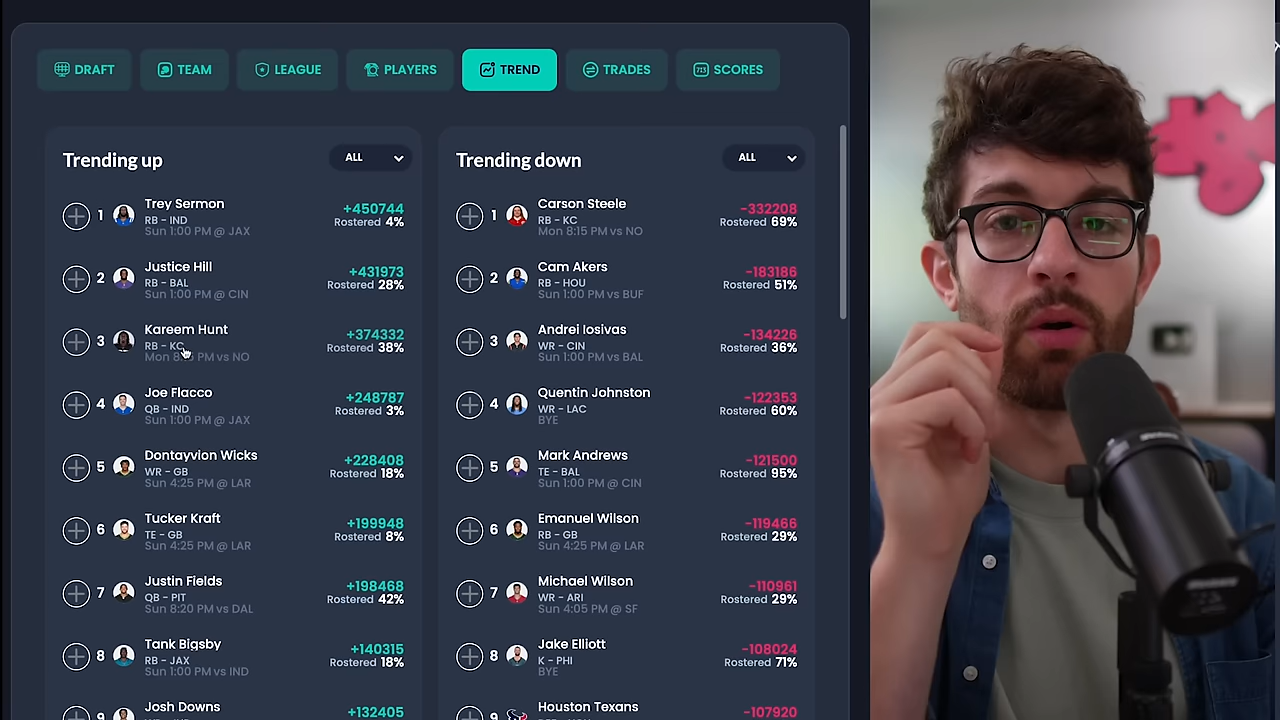 DRAFT
TEAM
LEAGUE
PLAYERS
TREND
TRADES
SCORES
Trending up
ALL
1
Trey Sermon
RB - IND
Sun 1:00 PM @ JAX
+450744
Rostered 4%
2
Justice Hill
RB - BAL
Sun 1:00 PM @ CIN
+431973
Rostered 28%
3
Kareem Hunt
RB - KC
Mon PM vs NO
+374332
Rostered 38%
4
Joe Flacco
QB - IND
Sun 1:00 PM @ JAX
+248787
Rostered 3%
5
Dontayvion Wicks
WR - GB
Sun 4:25 PM @ LAR
+228408
Rostered 18%
6
Tucker Kraft
TE - GB
Sun 4:25 PM @ LAR
+199948
Rostered 8%
7
Justin Fields
QB - PIT
Sun 8:20 PM vs DAL
+198468
Rostered 42%
8
Tank Bigsby
RB - JAX
Sun 1:00 PM vs IND
+140315
Rostered 18%
9
Josh Downs
+132405
Trending down
ALL
1
Carson Steele
RB - KC
Mon 8:15 PM vs NO
-332208
Rostered 69%
2
Cam Akers
RB - HOU
Sun 1:00 PM vs BUF
-183186
Rostered 51%
3
Andrei Iosivas
WR - CIN
Sun 1:00 PM vs BAL
-134226
Rostered 36%
4
Quentin Johnston
WR - LAC
BYE
-122353
Rostered 60%
5
Mark Andrews
TE - BAL
Sun 1:00 PM @ CIN
-121500
Rostered 95%
6
Emanuel Wilson
RB - GB
Sun 4:25 PM @ LAR
-119466
Rostered 29%
7
Michael Wilson
WR - ARI
Sun 4:05 PM @ SF
-110961
Rostered 29%
8
Jake Elliott
K - PHI
BYE
-108024
Rostered 71%
9
Houston Texans
-107920